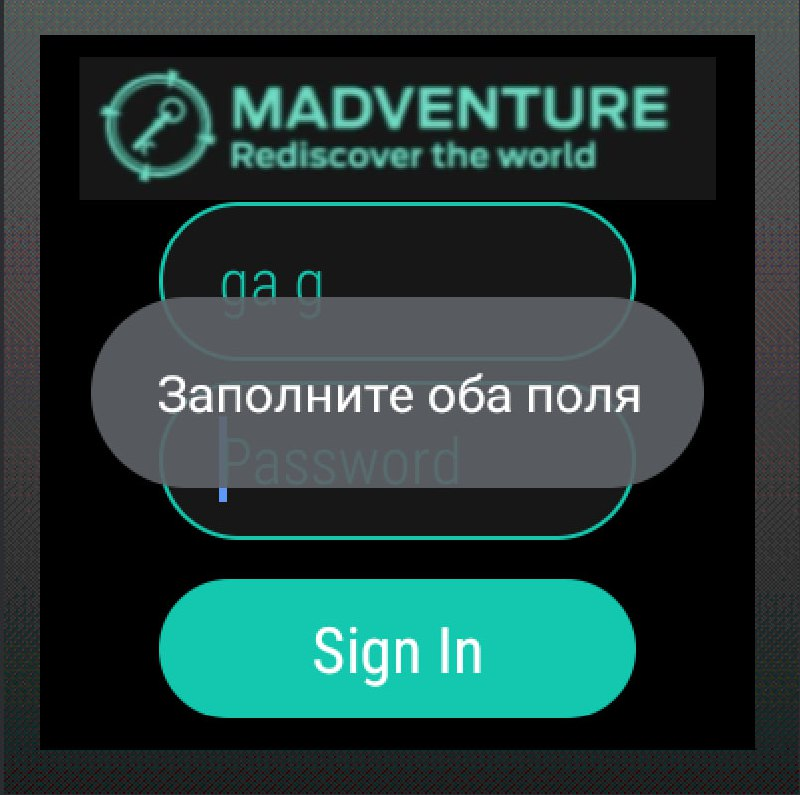 MADVENTURE
Rediscover the world
ga g
Заполните оба поля
Password
Sign In